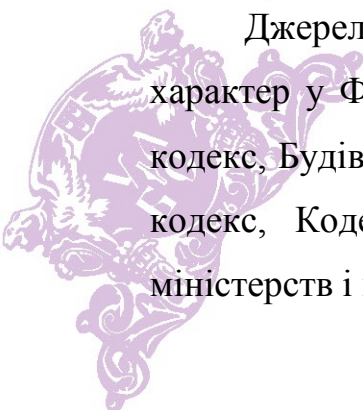 Джерел
характер у Ф
кодекс, Будів
кодекс, Коде
міністерств і